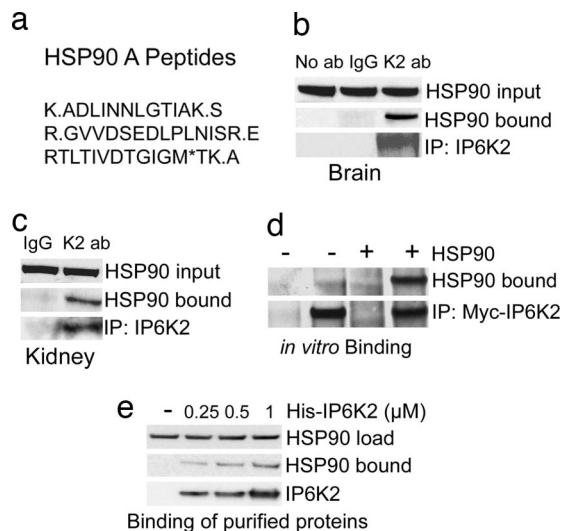 a
HSP90 A Peptides
K.ADLINNLGTIAK.S
R.GVVDSEDLPLNISR.E
RTLTIVDTGIGM*TK.A
b
No ab IgG K2 ab
HSP90 input
HSP90 bound
IP: IP6K2
Brain
c
IgG K2 ab
HSP90 input
HSP90 bound
IP: IP6K2
Kidney
d
- - + + HSP90
HSP90 bound
IP: Myc-IP6K2
in vitro Binding
e
- 0.25 0.5 1 His-IP6K2 (μM)
HSP90 load
HSP90 bound
IP6K2
Binding of purified proteins